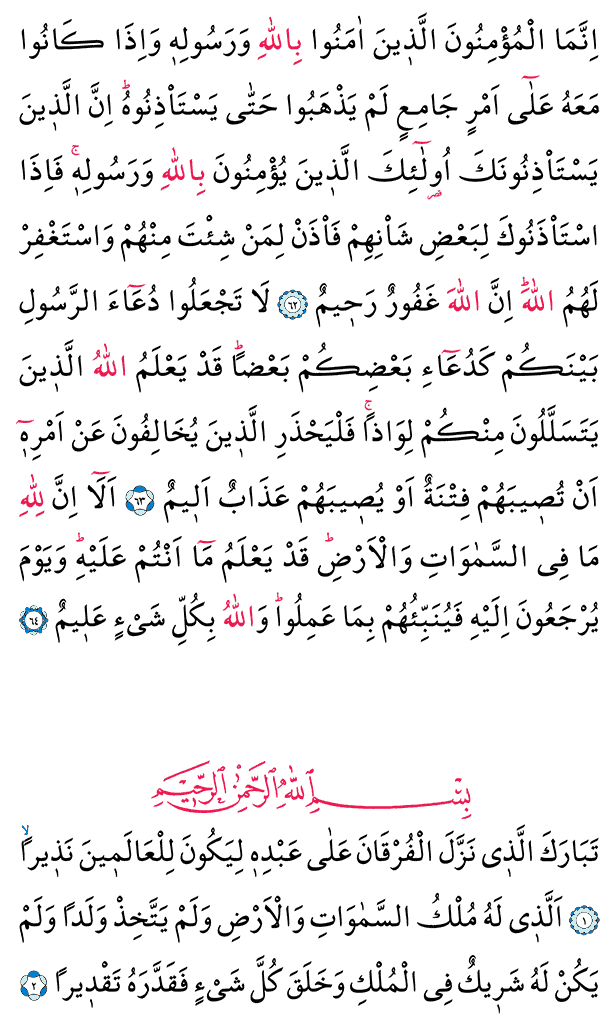 اِنَّمَا الْمُؤْمِنُونَ الَّذ۪ينَ اٰمَنُوا بِاللّٰهِ وَرَسُولِه۪ وَاِذَا كَانُوا
مَعَهُ عَلٰٓى اَمْرٍ جَامِعٍ لَمْ يَذْهَبُوا حَتّٰى يَسْتَأْذِنُوهُۜ اِنَّ الَّذ۪ينَ
يَسْتَأْذِنُونَكَ اُو۬لٰٓئِكَ الَّذ۪ينَ يُؤْمِنُونَ بِاللّٰهِ وَرَسُولِه۪ۚ فَاِذَا
اسْتَأْذَنُوكَ لِبَعْضِ شَأْنِهِمْ فَأْذَنْ لِمَنْ شِئْتَ مِنْهُمْ وَاسْتَغْفِرْ
لَهُمُ اللّٰهَۜ اِنَّ اللّٰهَ غَفُورٌ رَح۪يمٌ ﴿٦٢﴾ لَا تَجْعَلُوا دُعَٓاءَ الرَّسُولِ
بَيْنَكُمْ كَدُعَٓاءِ بَعْضِكُمْ بَعْضًاۜ قَدْ يَعْلَمُ اللّٰهُ الَّذ۪ينَ
يَتَسَلَّلُونَ مِنْكُمْ لِوَاذًاۚ فَلْيَحْذَرِ الَّذ۪ينَ يُخَالِفُونَ عَنْ اَمْرِه۪ٓ
اَنْ تُص۪يبَهُمْ فِتْنَةٌ اَوْ يُص۪يبَهُمْ عَذَابٌ اَل۪يمٌ ﴿٦٣﴾ اَلَٓا اِنَّ لِلّٰهِ
مَا فِى السَّمٰوَاتِ وَالْاَرْضِۜ قَدْ يَعْلَمُ مَٓا اَنْتُمْ عَلَيْهِۜ وَيَوْمَ
يُرْجَعُونَ اِلَيْهِ فَيُنَبِّئُهُمْ بِمَا عَمِلُواۜ وَاللّٰهُ بِكُلِّ شَىْءٍ عَل۪يمٌ ﴿٦٤﴾
بِسْمِ اللّٰهِ الرَّحْمٰنِ الرَّح۪يمِ
تَبَارَكَ الَّذ۪ى نَزَّلَ الْفُرْقَانَ عَلٰى عَبْدِه۪ لِيَكُونَ لِلْعَالَم۪ينَ نَذ۪يرًاۙ
﴿١﴾ اَلَّذ۪ى لَهُ مُلْكُ السَّمٰوَاتِ وَالْاَرْضِ وَلَمْ يَتَّخِذْ وَلَدًا وَلَمْ
يَكُنْ لَهُ شَر۪يكٌ فِى الْمُلْكِ وَخَلَقَ كُلَّ شَىْءٍ فَقَدَّرَهُ تَقْد۪يرًا ﴿٢﴾